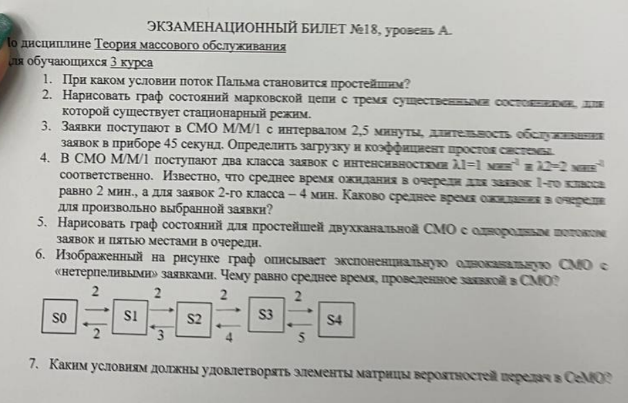 ЭКЗАМЕНАЦИОННЫЙ БИЛЕТ №18, уровень А.
по дисциплине Теория массового обслуживания
для обучающихся 3 курса
1. При каком условии поток Пальма становится простейшим?
2. Нарисовать граф состояний марковской цепи с тремя существенными состояниями, для
которой существует стационарный режим.
3. Заявки поступают в СМО М/М/1 с интервалом 2,5 минуты, длительность обслуживания
заявок в приборе 45 секунд. Определить загрузку и коэффициент простоя системы.
4. В СМО М/М/1 поступают два класса заявок с интенсивностями λ1=1 мин⁻¹ и λ2=2 мин⁻¹
соответственно. Известно, что среднее время ожидания в очереди для заявок 1-го класса
равно 2 мин., а для заявок 2-го класса – 4 мин. Каково среднее время ожидания в очереди
для произвольно выбранной заявки?
5. Нарисовать граф состояний для простейшей двухканальной СМО с однородным потоком
заявок и пятью местами в очереди.
6. Изображенный на рисунке граф описывает экспоненциальную одноканальную СМО с
«нетерпеливыми» заявками. Чему равно среднее время, проведенное заявкой в СМО?
2 2 2 2
S0 S1 S2 S3 S4
2 3 4 5
7. Каким условиям должны удовлетворять элементы матрицы вероятностей передач в СеМО?